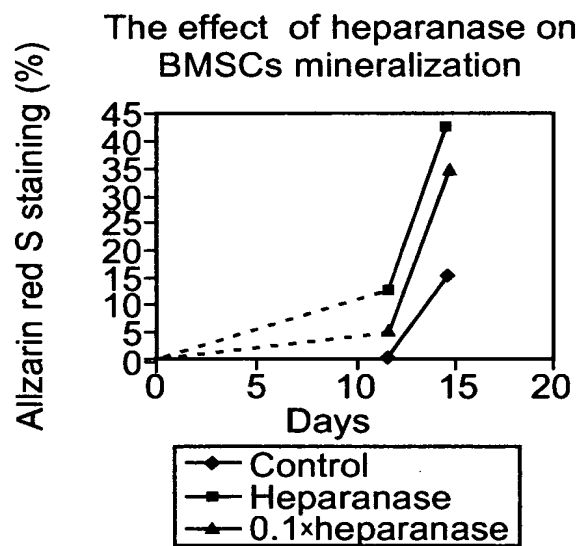 The effect of heparanase on
BMSCs mineralization
Alizarin red S staining (%)
45
40
35
30
25
20
15
10
5
0
0 5 10 15 20
Days
Control
Heparanase
0.1×heparanase